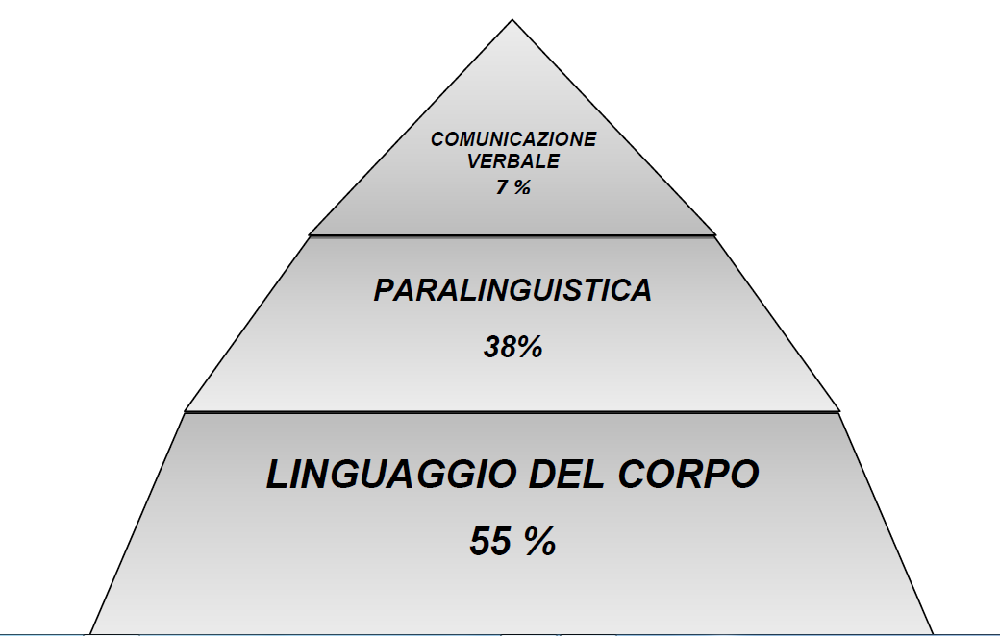 COMUNICAZIONE
VERBALE
7 %
PARALINGUISTICA
38%
LINGUAGGIO DEL CORPO
55 %